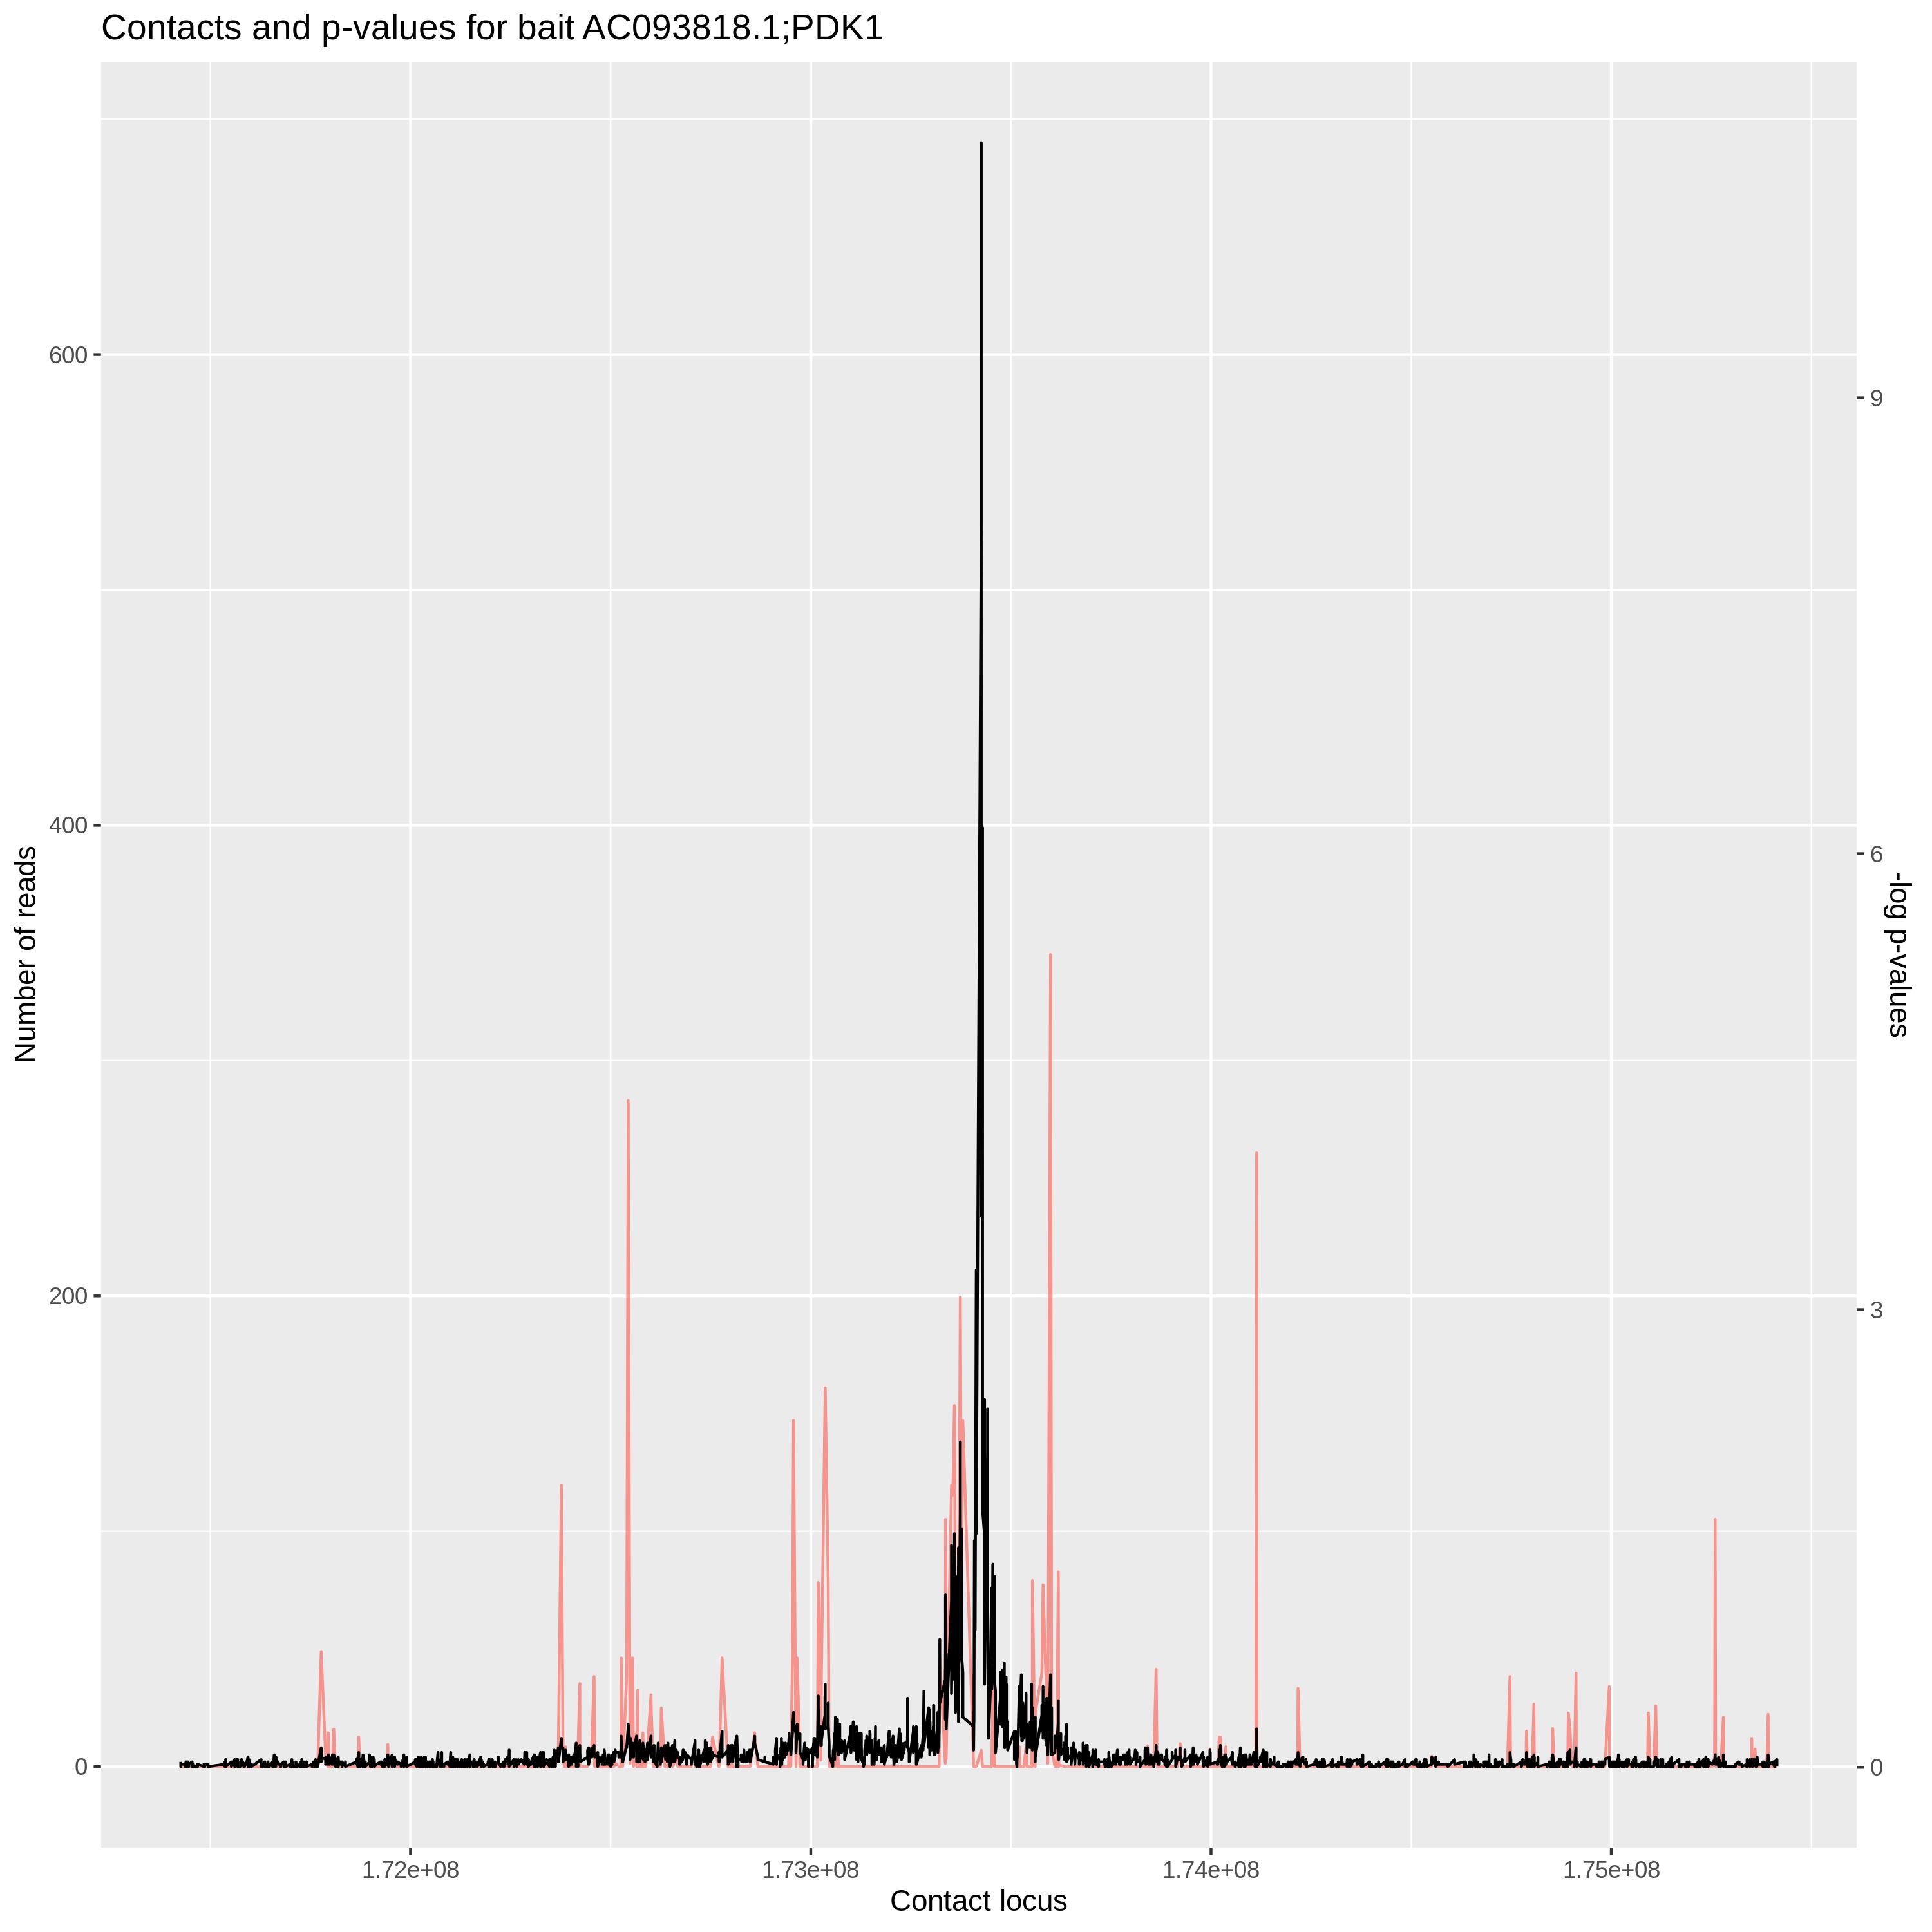 Contacts and p-values for bait AC093818.1;PDK1
600
400
200
0
Number of reads
9
6
3
0
-log p-values
1.72e+08 1.73e+08 1.74e+08 1.75e+08
Contact locus